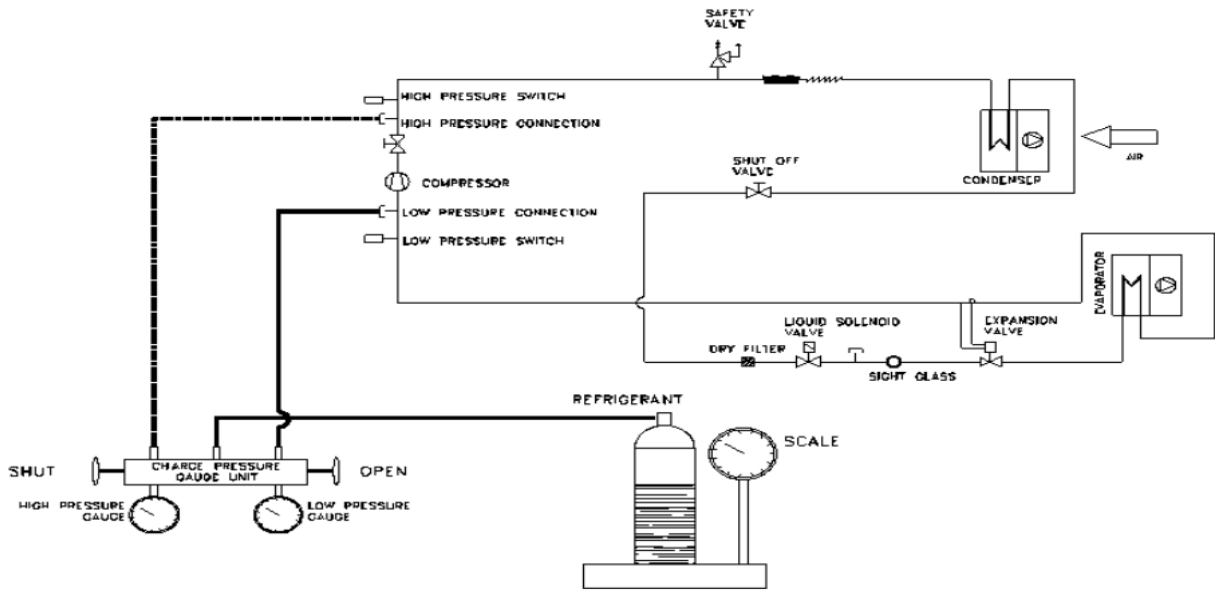 SAFETY
VALVE
HIGH PRESSURE SWITCH
HIGH PRESSURE CONNECTION
COMPRESSOR
LOW PRESSURE CONNECTION
LOW PRESSURE SWITCH
SHUT OFF
VALVE
CONDENSER
AIR
EVAPORATOR
LIQUID SOLENOID
VALVE
EXPANSION
VALVE
DRY FILTER
SIGHT GLASS
REFRIGERANT
SCALE
SHUT
CHARGE PRESSURE
GAUGE UNIT
OPEN
HIGH PRESSURE
GAUGE
LOW PRESSURE
GAUGE